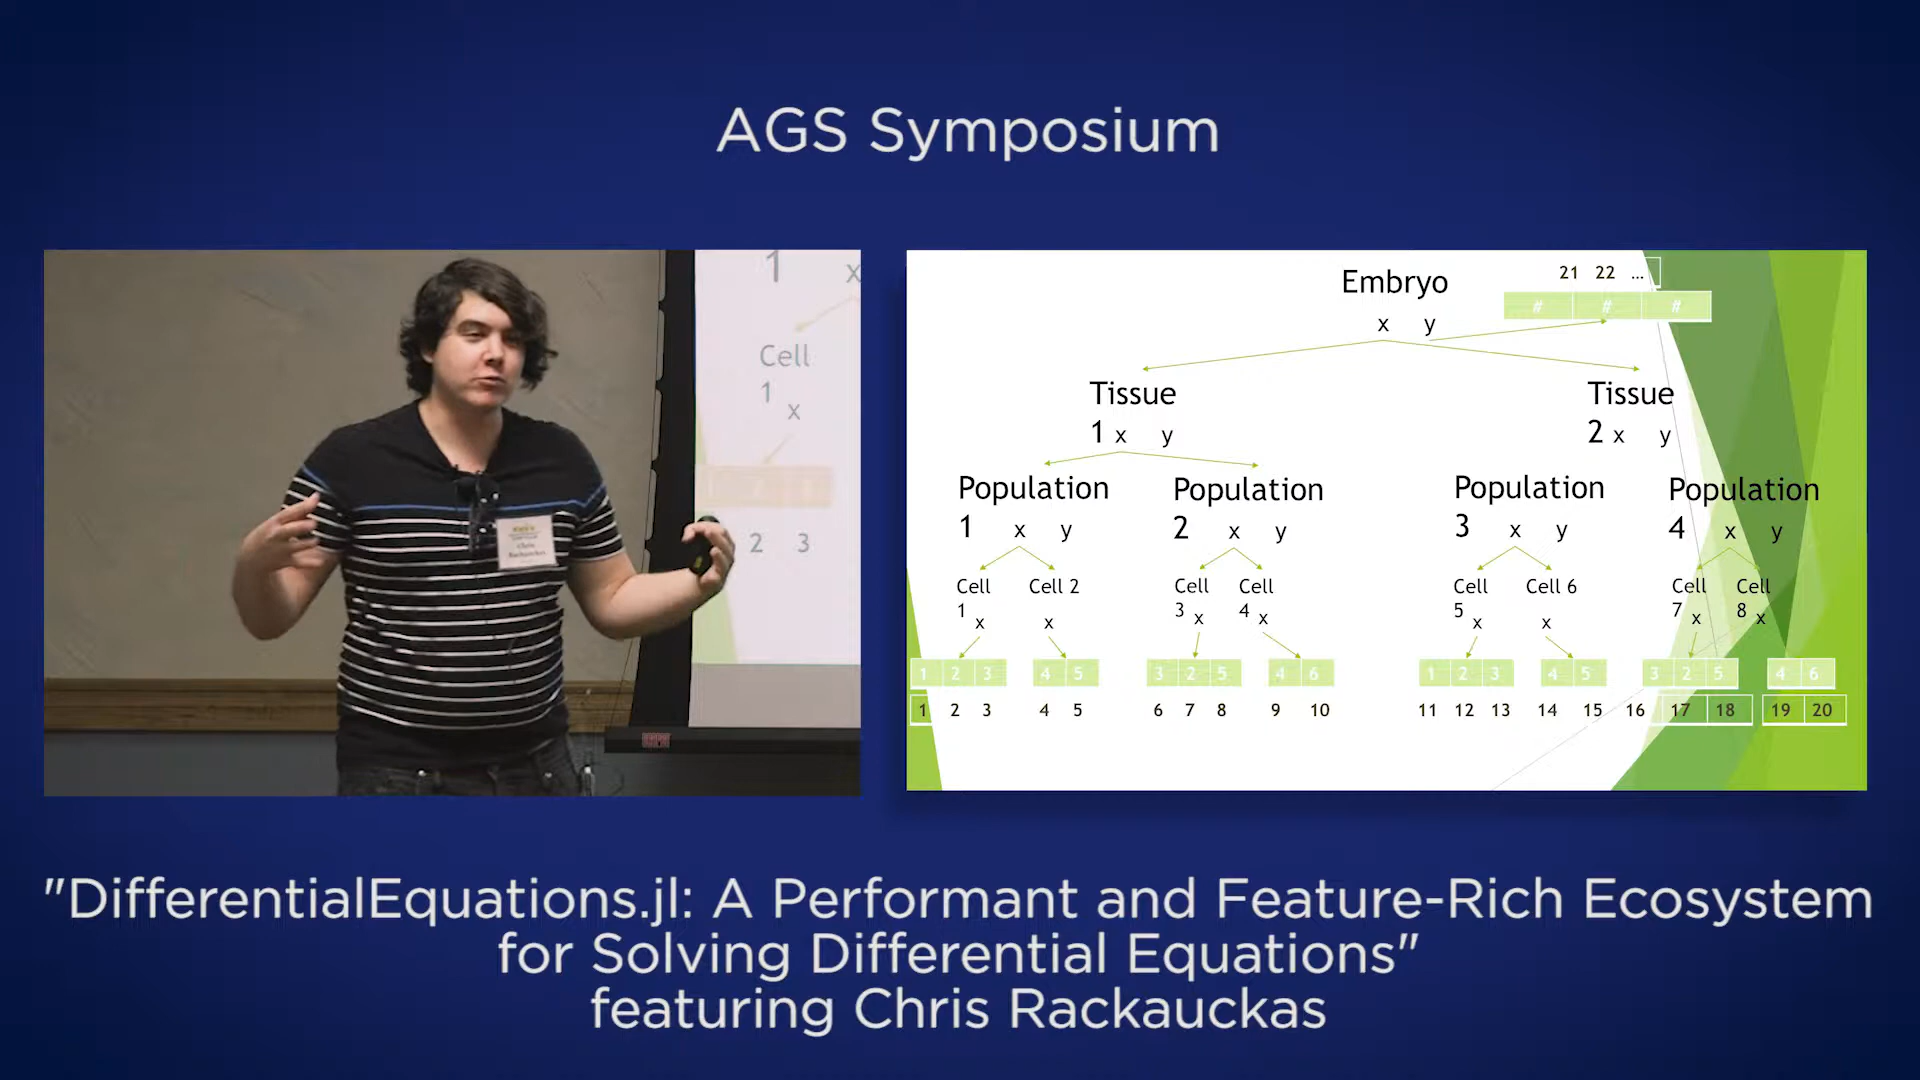 AGS Symposium
1 x
Cell
1
x
2 3
Chris
Rackauckas
Embryo
x y
21 22 ...
# # #
Tissue
1 x y
Tissue
2 x y
Population
1 x y
Population
2 x y
Population
3 x y
Population
4 x y
Cell
1 x
Cell 2
x
Cell
3 x
Cell
4 x
Cell
5 x
Cell 6
x
Cell
7 x
Cell
8 x
1 2 3 4 5 3 2 5 4 6 1 2 3 4 5 3 2 5 4 6
1 2 3 4 5 6 7 8 9 10 11 12 13 14 15 16 17 18 19 20
"DifferentialEquations.jl: A Performant and Feature-Rich Ecosystem
for Solving Differential Equations"
featuring Chris Rackauckas